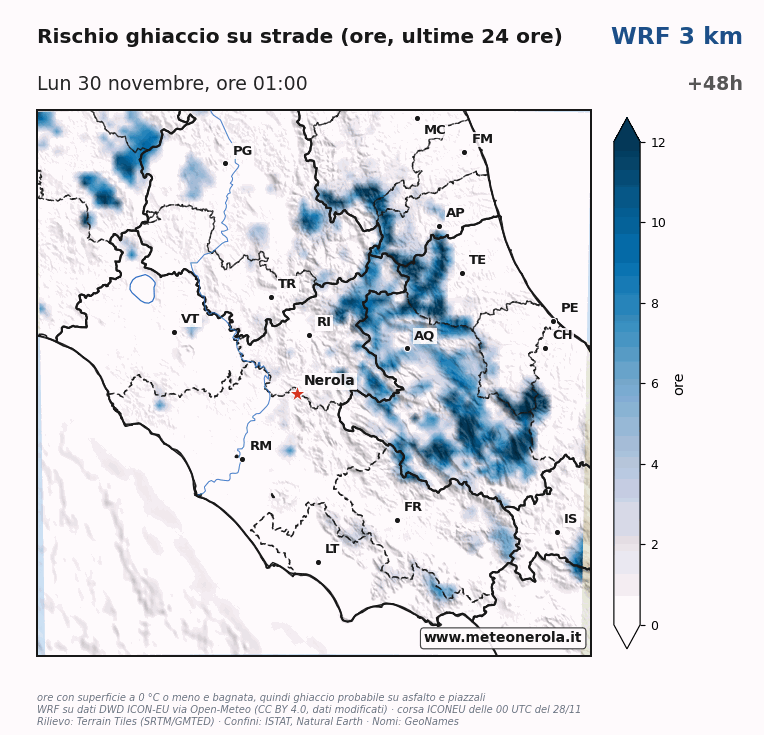 Rischio ghiaccio su strade (ore, ultime 24 ore)
WRF 3 km
Lun 30 novembre, ore 01:00
+48h
MC
FM
PG
AP
TE
TR
PE
VT
RI
AQ
CH
Nerola
RM
FR
IS
LT
www.meteonerola.it
12
10
8
6
4
2
0
ore
ore con superficie a 0 °C o meno e bagnata, quindi ghiaccio probabile su asfalto e piazzali
WRF su dati DWD ICON-EU via Open-Meteo (CC BY 4.0, dati modificati) · corsa ICONEU delle 00 UTC del 28/11
Rilievo: Terrain Tiles (SRTM/GMTED) · Confini: ISTAT, Natural Earth · Nomi: GeoNames